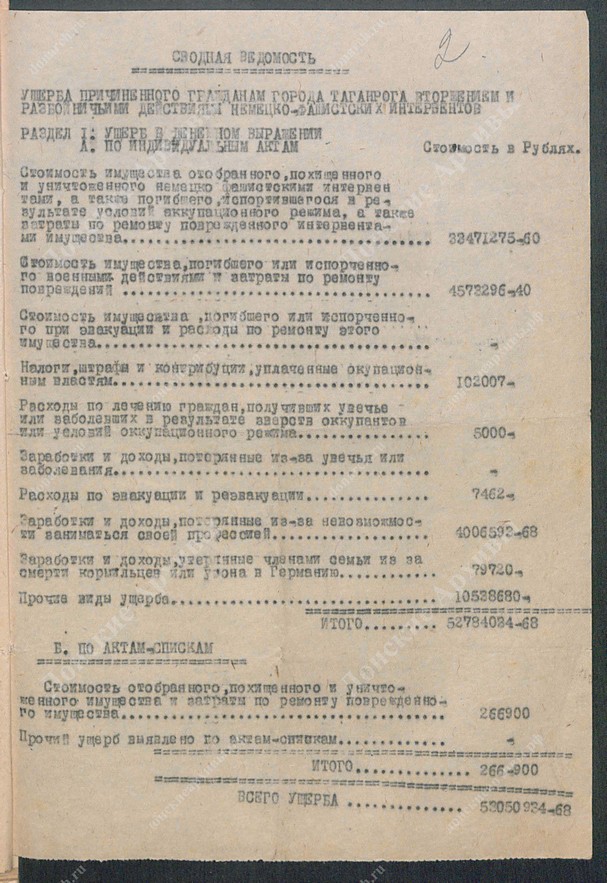 2.
СВОДНАЯ ВЕДОМОСТЬ
УЩЕРБА ПРИЧИНЕННОГО ГРАЖДАНАМ ГОРОДА ТАГАНРОГА ВТОРЖЕНИЕМ И
РАЗБОЙНИЧЬИМИ ДЕЙСТВИЯМИ НЕМЕЦКО-ФАШИСТСКИХ ИНТЕРВЕНТОВ
РАЗДЕЛ I: УЩЕРБ В ДЕНЕЖНОМ ВЫРАЖЕНИИ
А. ПО ИНДИВИДУАЛЬНЫМ АКТАМ Стоимость в Рублях.
Стоимость имущества отобранного, похищенного
и уничтоженного немецко фашистскими интервен
тами, а также погибшего, испортившегося в ре-
зультате условий аккупационного режима, а также
затраты по ремонту поврежденного интервента-
ми имущества........................................ 33471275-60
Стоимость имущества, погибшего или испорченно-
го военными действиями и затраты по ремонту
повреждений ........................................ 4573296-40
Стоимость имущесатва ,погибшего или испорченно-
го при эвакуации и расходы по ремонту этого
имущества........................................ -
Налоги, штрафы и контрибуции, уплаченные окупацион-
ным властям........................................ 102007-
Расходы по лечению граждан, получивших увечье
или заболевших в результате зверств оккупантов
или условий оккупационного режима............... 5000-
Заработки и доходы, потерянные из-за увечья или
заболевания........................................ -
Расходы по эвакуации и реэвакуации............... 7462-
Заработки и доходы, потерянные из-за невозможнос-
ти заниматься своей профессией.................... 4006593-68
Заработки и доходы, утерянные членами семьи из за
смерти кормильцев или угона в Германию............ 79720-
Прочие виды ущерба.............................. 10538680-
ИТОГО......... 52784034-68
Б. ПО АКТАМ-СПИСКАМ
Стоимость отобранного, похищенного и уничто-
женного имущества и затраты по ремонту поврежденно-
го имущества........................................ 266900
Прочий ущерб выявлено по актам-спискам............ -
ИТОГО.............. 266-900
ВСЕГО УЩЕРБА .............. 53050934-68